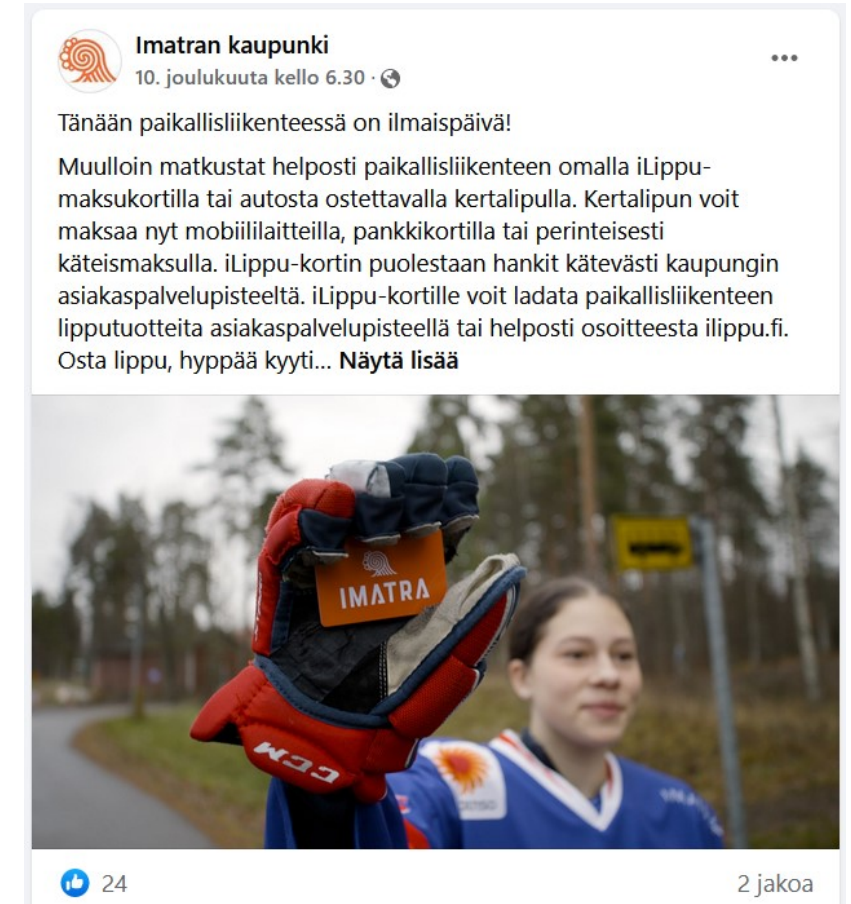 Imatran kaupunki
10. joulukuuta kello 6.30 ·
Tänään paikallisliikenteessä on ilmaispäivä!
Muulloin matkustat helposti paikallisliikenteen omalla iLippu-
maksukortilla tai autosta ostettavalla kertalipulla. Kertalipun voit
maksaa nyt mobiililaitteilla, pankkikortilla tai perinteisesti
käteismaksulla. iLippu-kortin puolestaan hankit kätevästi kaupungin
asiakaspalvelupisteeltä. iLippu-kortille voit ladata paikallisliikenteen
lipputuotteita asiakaspalvelupisteellä tai helposti osoitteesta ilippu.fi.
Osta lippu, hyppää kyyti... Näytä lisää
IMATRA
CCM
24
2 jakoa